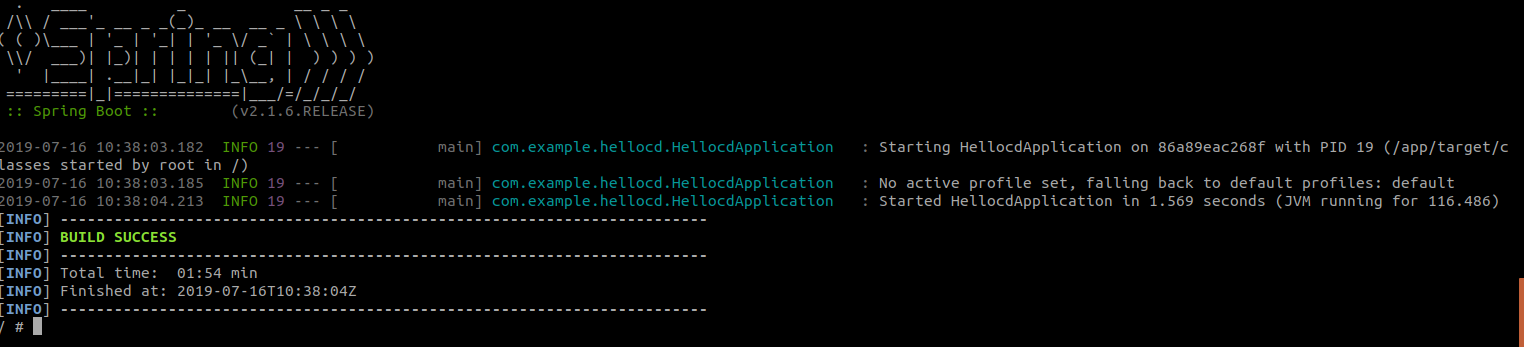 .   ____          _            __ _ _
 /\\ / ___'_ __ _ _(_)_ __  __ _ \ \ \ \
( ( )\___ | '_ | '_| | '_ \/ _` | \ \ \ \
 \\/  ___)| |_)| | | | | || (_| |  ) ) ) )
  '  |____| .__|_| |_|_| |_\__, | / / / /
 =========|_|==============|___/=/_/_/_/
 :: Spring Boot ::        (v2.1.6.RELEASE)

2019-07-16 10:38:03.182  INFO 19 --- [           main] com.example.hellocd.HellocdApplication   : Starting HellocdApplication on 86a89eac268f with PID 19 (/app/target/c
lasses started by root in /)
2019-07-16 10:38:03.185  INFO 19 --- [           main] com.example.hellocd.HellocdApplication   : No active profile set, falling back to default profiles: default
2019-07-16 10:38:04.213  INFO 19 --- [           main] com.example.hellocd.HellocdApplication   : Started HellocdApplication in 1.569 seconds (JVM running for 116.486)
[INFO] ------------------------------------------------------------------------
[INFO] BUILD SUCCESS
[INFO] ------------------------------------------------------------------------
[INFO] Total time:  01:54 min
[INFO] Finished at: 2019-07-16T10:38:04Z
[INFO] ------------------------------------------------------------------------
/ #